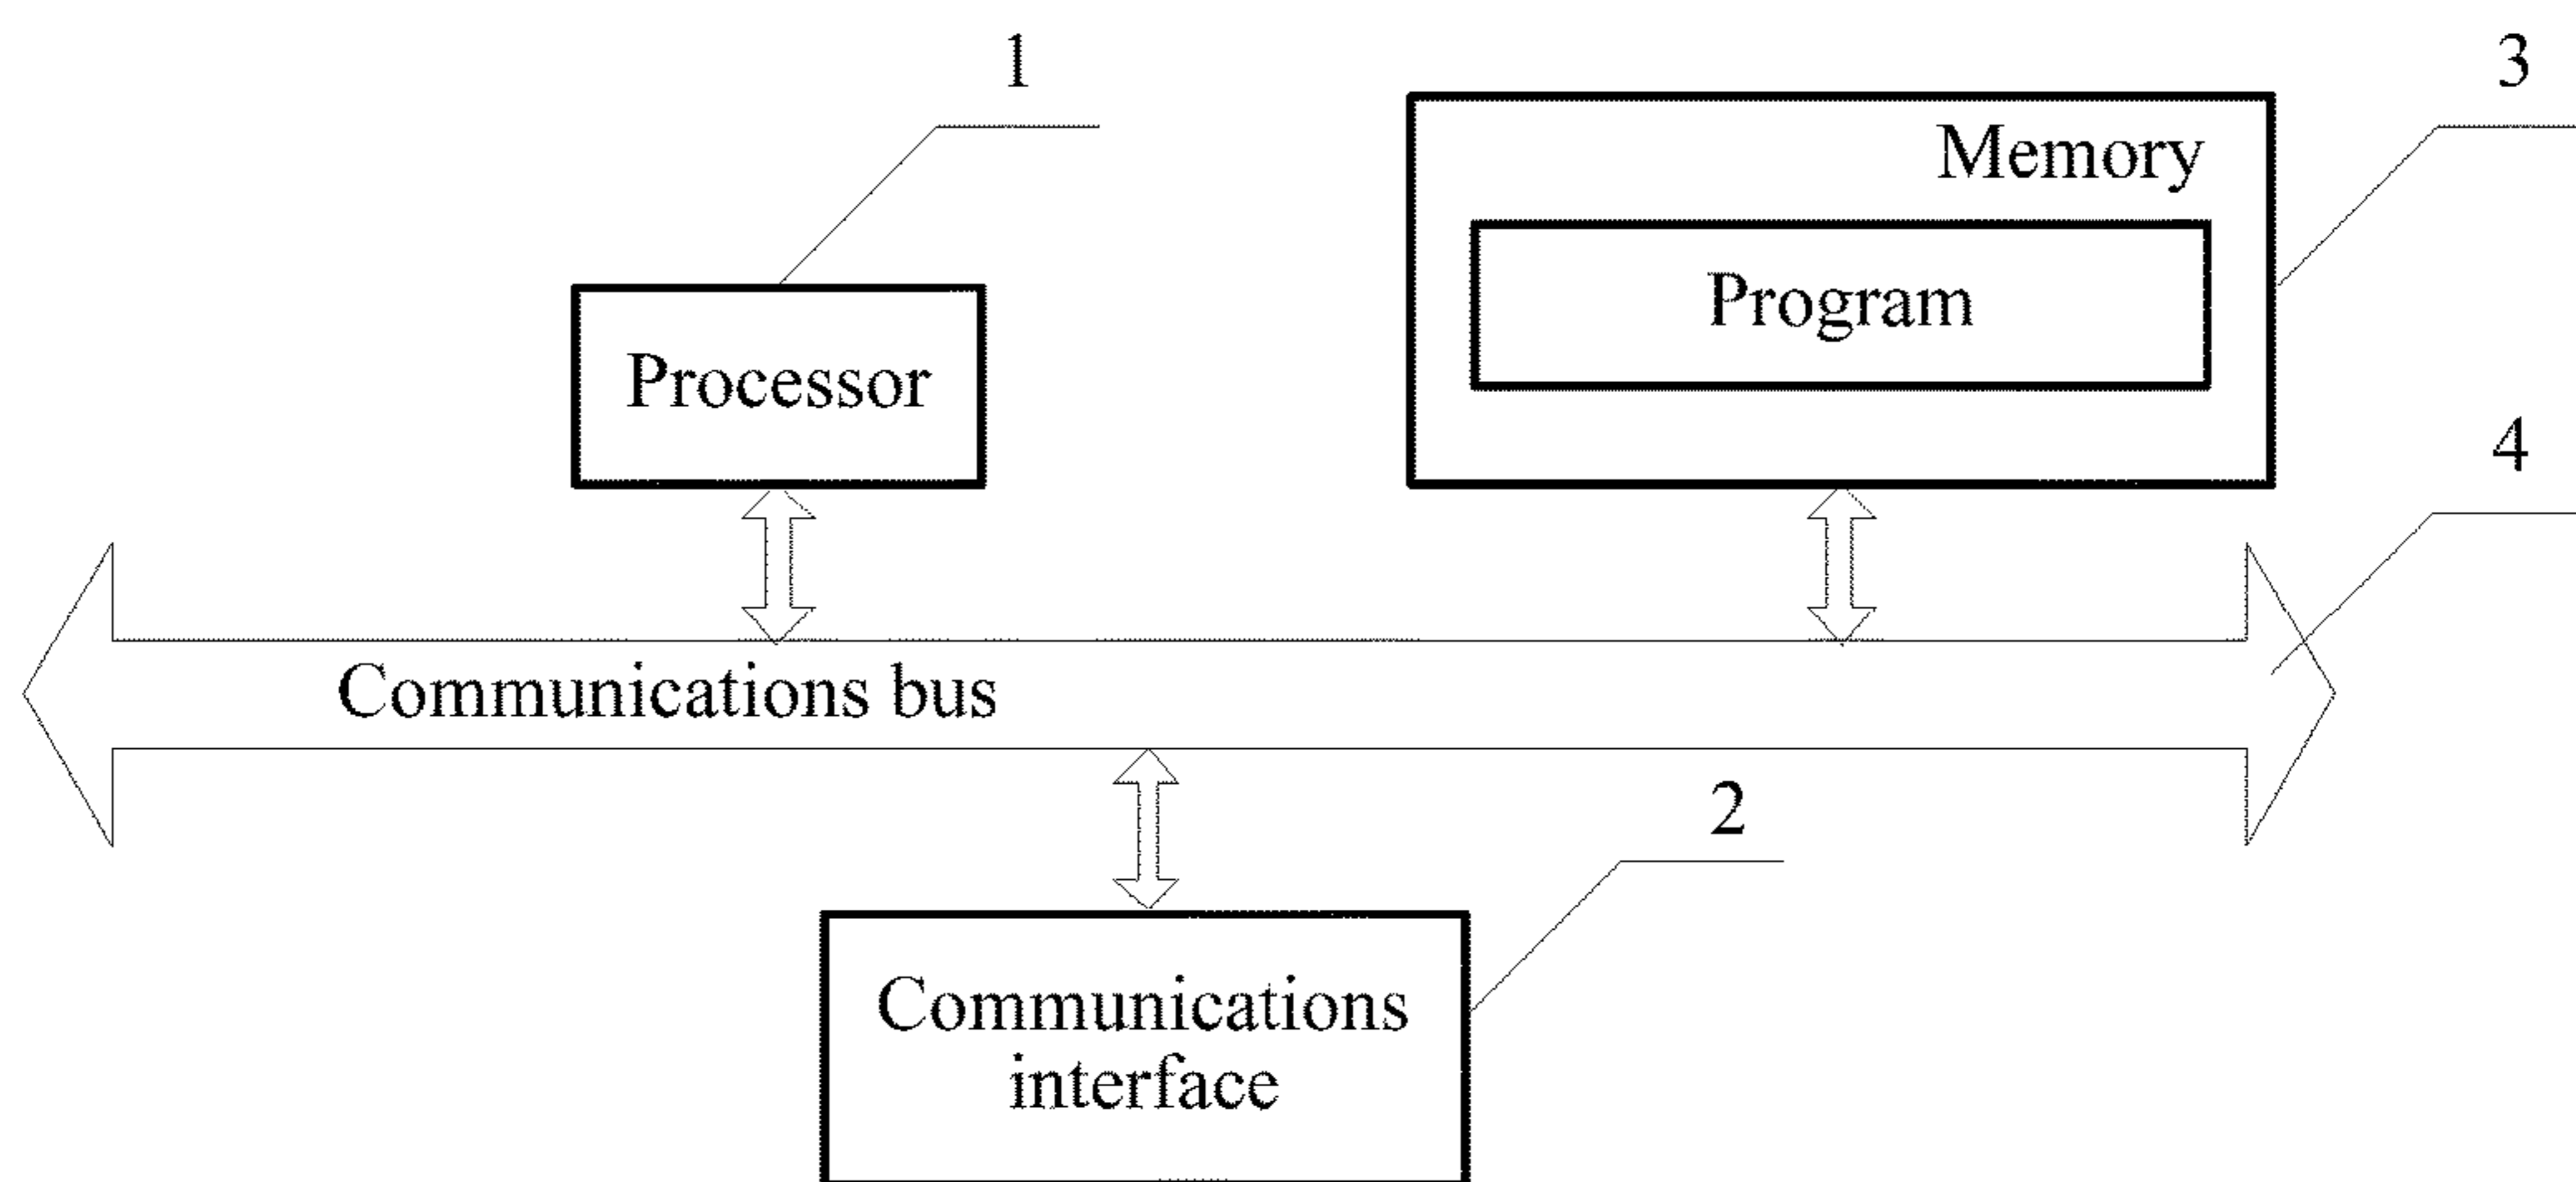 1
3
Memory
Program
Processor
4
Communications bus
2
Communications
interface